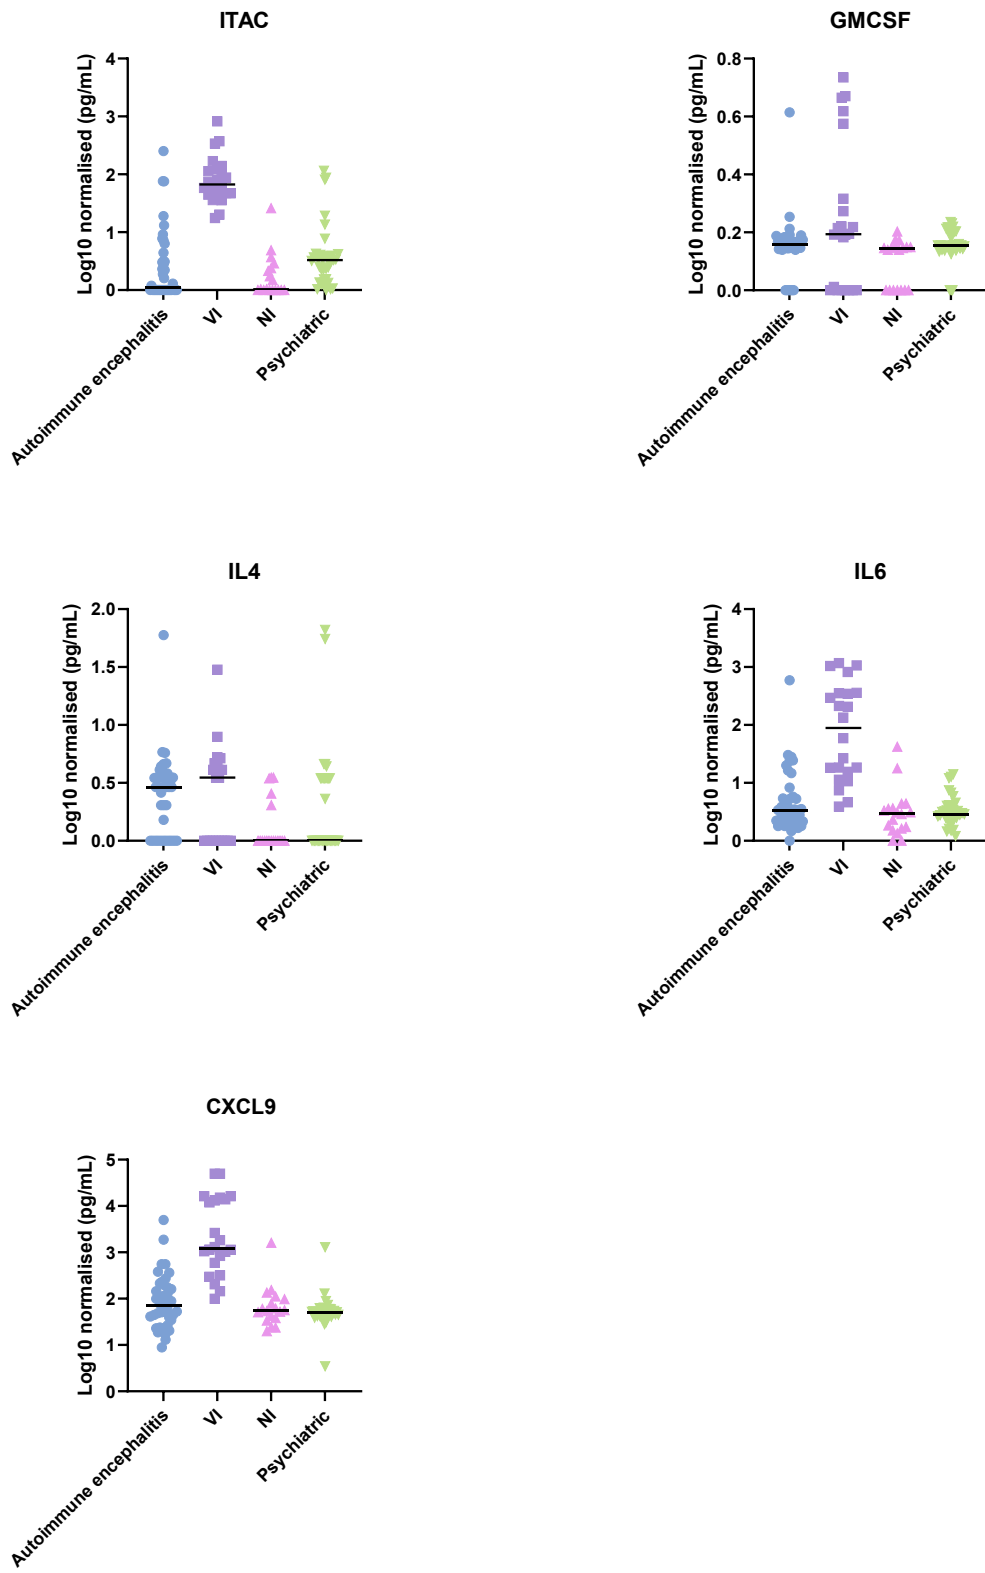 ITAC
Log10 normalised (pg/mL)
4
3
2
1
0
Autoimmune encephalitis
VI
NI
Psychiatric
GMCSF
Log10 normalised (pg/mL)
0.8
0.6
0.4
0.2
0.0
Autoimmune encephalitis
VI
NI
Psychiatric
IL4
Log10 normalised (pg/mL)
2.0
1.5
1.0
0.5
0.0
Autoimmune encephalitis
VI
NI
Psychiatric
IL6
Log10 normalised (pg/mL)
4
3
2
1
0
Autoimmune encephalitis
VI
NI
Psychiatric
CXCL9
Log10 normalised (pg/mL)
5
4
3
2
1
0
Autoimmune encephalitis
VI
NI
Psychiatric